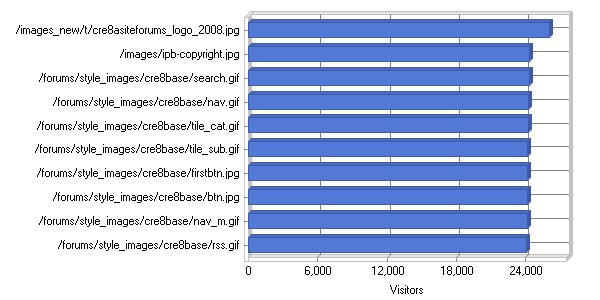 /images_new/t/cre8asiteforums_logo_2008.jpg
/images/ipb-copyright.jpg
/forums/style_images/cre8base/search.gif
/forums/style_images/cre8base/nav.gif
/forums/style_images/cre8base/tile_cat.gif
/forums/style_images/cre8base/tile_sub.gif
/forums/style_images/cre8base/firstbtn.jpg
/forums/style_images/cre8base/btn.jpg
/forums/style_images/cre8base/nav_m.gif
/forums/style_images/cre8base/rss.gif
0 6,000 12,000 18,000 24,000
Visitors